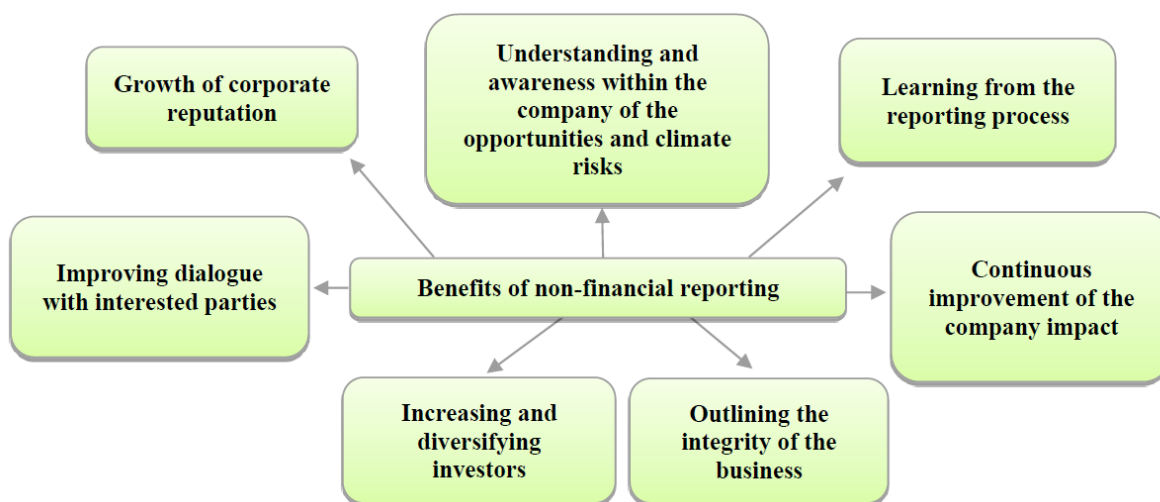 Growth of corporate
reputation
Understanding and
awareness within the
company of the
opportunities and climate
risks
Learning from the
reporting process
Improving dialogue
with interested parties
Benefits of non-financial reporting
Continuous
improvement of the
company impact
Increasing and
diversifying
investors
Outlining the
integrity of the
business